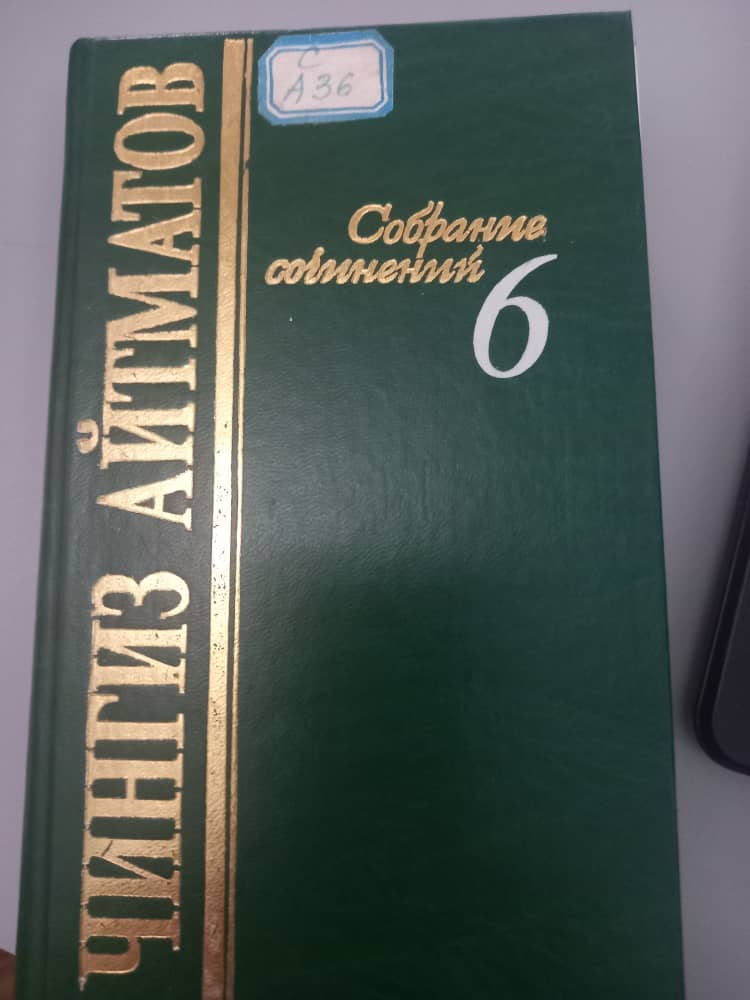 С
А36
ЧИНГИЗ АЙТМАТОВ
Собрание
сочинений
6